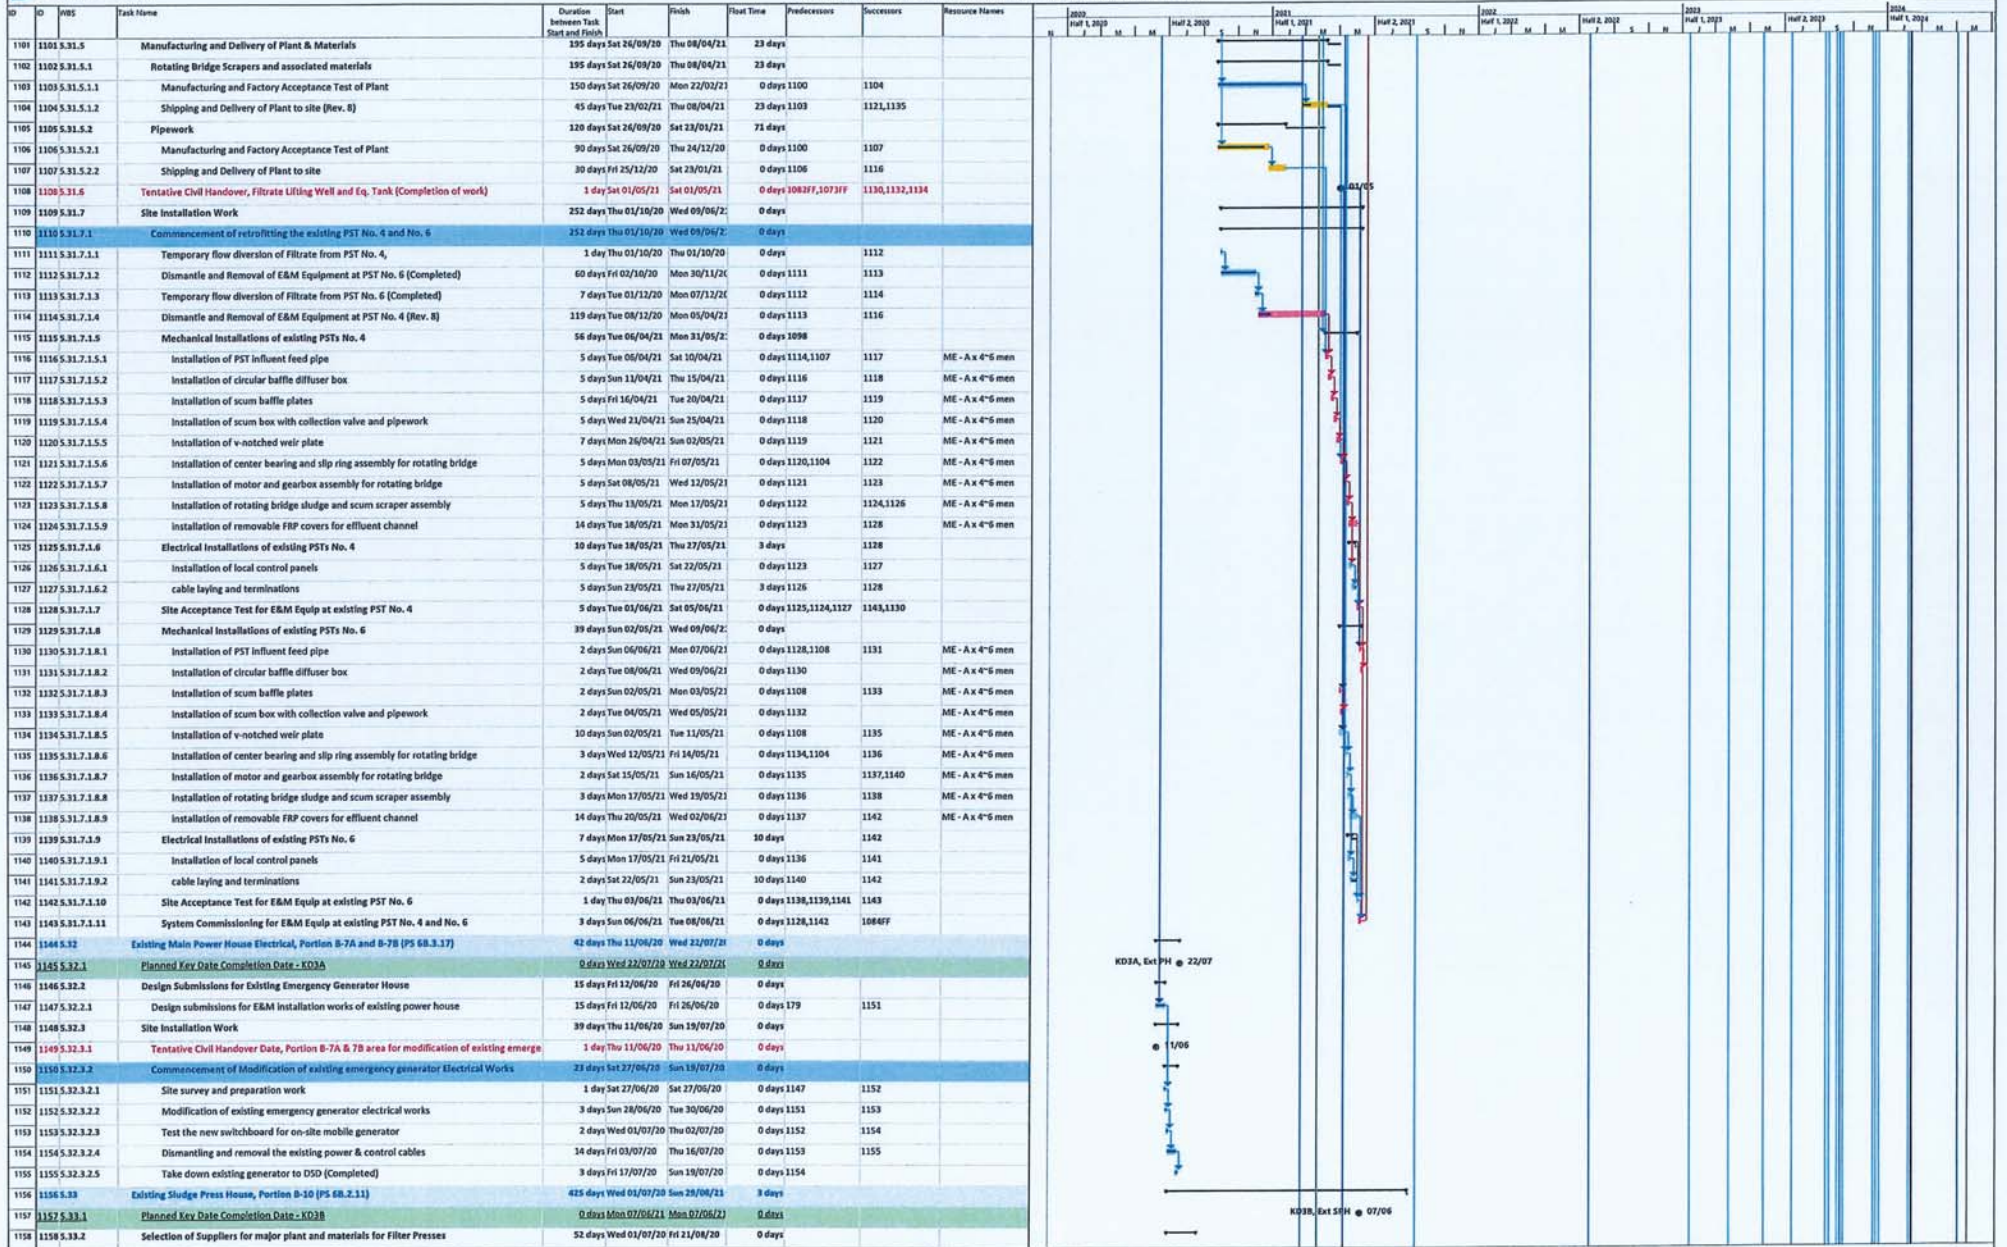 ID ID WBS Task Name Duration between Task Start and Finish Start Finish Float Time Predecessors Successors Resource Names
2020 2021 2022 2023 2024
Half 1, 2020 Half 2, 2020 Half 1, 2021 Half 2, 2021 Half 1, 2022 Half 2, 2022 Half 1, 2023 Half 2, 2023 Half 1, 2024
1101 1101 5.31.5 Manufacturing and Delivery of Plant & Materials 195 days Sat 26/09/20 Thu 08/04/21 23 days
1102 1102 5.31.5.1 Rotating Bridge Scrapers and associated materials 195 days Sat 26/09/20 Thu 08/04/21 23 days
1103 1103 5.31.5.1.1 Manufacturing and Factory Acceptance Test of Plant 150 days Sat 26/09/20 Mon 22/02/21 0 days 1100 1104
1104 1104 5.31.5.1.2 Shipping and Delivery of Plant to site (Rev. 8) 45 days Tue 23/02/21 Thu 08/04/21 23 days 1103 1121,1135
1105 1105 5.31.5.2 Pipework 120 days Sat 26/09/20 Sat 23/01/21 71 days
1106 1106 5.31.5.2.1 Manufacturing and Factory Acceptance Test of Plant 90 days Sat 26/09/20 Thu 24/12/20 0 days 1100 1107
1107 1107 5.31.5.2.2 Shipping and Delivery of Plant to site 30 days Fri 25/12/20 Sat 23/01/21 0 days 1106 1116
1108 1108 5.31.6 Tentative Civil Handover, Filtrate Lifting Well and Eq. Tank (Completion of work) 1 day Sat 01/05/21 Sat 01/05/21 0 days 1082FF,1073FF 1130,1132,1134 01/05
1109 1109 5.31.7 Site Installation Work 252 days Thu 01/10/20 Wed 09/06/2 0 days
1110 1110 5.31.7.1 Commencement of retrofitting the existing PST No. 4 and No. 6 252 days Thu 01/10/20 Wed 09/06/2 0 days
1111 1111 5.31.7.1.1 Temporary flow diversion of Filtrate from PST No. 4, 1 day Thu 01/10/20 Thu 01/10/20 0 days 1112
1112 1112 5.31.7.1.2 Dismantle and Removal of E&M Equipment at PST No. 6 (Completed) 60 days Fri 02/10/20 Mon 30/11/20 0 days 1111 1113
1113 1113 5.31.7.1.3 Temporary flow diversion of Filtrate from PST No. 6 (Completed) 7 days Tue 01/12/20 Mon 07/12/20 0 days 1112 1114
1114 1114 5.31.7.1.4 Dismantle and Removal of E&M Equipment at PST No. 4 (Rev. 8) 119 days Tue 08/12/20 Mon 05/04/21 0 days 1113 1116
1115 1115 5.31.7.1.5 Mechanical Installations of existing PSTs No. 4 56 days Tue 06/04/21 Mon 31/05/2 0 days 1098
1116 1116 5.31.7.1.5.1 Installation of PST influent feed pipe 5 days Tue 06/04/21 Sat 10/04/21 0 days 1114,1107 1117 ME - A x 4~6 men
1117 1117 5.31.7.1.5.2 Installation of circular baffle diffuser box 5 days Sun 11/04/21 Thu 15/04/21 0 days 1116 1118 ME - A x 4~6 men
1118 1118 5.31.7.1.5.3 Installation of scum baffle plates 5 days Fri 16/04/21 Tue 20/04/21 0 days 1117 1119 ME - A x 4~6 men
1119 1119 5.31.7.1.5.4 Installation of scum box with collection valve and pipework 5 days Wed 21/04/21 Sun 25/04/21 0 days 1118 1120 ME - A x 4~6 men
1120 1120 5.31.7.1.5.5 Installation of v-notched weir plate 7 days Mon 26/04/21 Sun 02/05/21 0 days 1119 1121 ME - A x 4~6 men
1121 1121 5.31.7.1.5.6 Installation of center bearing and slip ring assembly for rotating bridge 5 days Mon 03/05/21 Fri 07/05/21 0 days 1120,1104 1122 ME - A x 4~6 men
1122 1122 5.31.7.1.5.7 Installation of motor and gearbox assembly for rotating bridge 5 days Sat 08/05/21 Wed 12/05/21 0 days 1121 1123 ME - A x 4~6 men
1123 1123 5.31.7.1.5.8 Installation of rotating bridge sludge and scum scraper assembly 5 days Thu 13/05/21 Mon 17/05/21 0 days 1122 1124,1126 ME - A x 4~6 men
1124 1124 5.31.7.1.5.9 Installation of removable FRP covers for effluent channel 14 days Tue 18/05/21 Mon 31/05/21 0 days 1123 1128 ME - A x 4~6 men
1125 1125 5.31.7.1.6 Electrical Installations of existing PSTs No. 4 10 days Tue 18/05/21 Thu 27/05/21 3 days 1128
1126 1126 5.31.7.1.6.1 Installation of local control panels 5 days Tue 18/05/21 Sat 22/05/21 0 days 1123 1127
1127 1127 5.31.7.1.6.2 cable laying and terminations 5 days Sun 23/05/21 Thu 27/05/21 3 days 1126 1128
1128 1128 5.31.7.1.7 Site Acceptance Test for E&M Equip at existing PST No. 4 5 days Tue 01/06/21 Sat 05/06/21 0 days 1125,1124,1127 1143,1130
1129 1129 5.31.7.1.8 Mechanical Installations of existing PSTs No. 6 39 days Sun 02/05/21 Wed 09/06/2 0 days
1130 1130 5.31.7.1.8.1 Installation of PST influent feed pipe 2 days Sun 06/06/21 Mon 07/06/21 0 days 1128,1108 1131 ME - A x 4~6 men
1131 1131 5.31.7.1.8.2 Installation of circular baffle diffuser box 2 days Tue 08/06/21 Wed 09/06/21 0 days 1130 ME - A x 4~6 men
1132 1132 5.31.7.1.8.3 Installation of scum baffle plates 2 days Sun 02/05/21 Mon 03/05/21 0 days 1108 1133 ME - A x 4~6 men
1133 1133 5.31.7.1.8.4 Installation of scum box with collection valve and pipework 2 days Tue 04/05/21 Wed 05/05/21 0 days 1132 ME - A x 4~6 men
1134 1134 5.31.7.1.8.5 Installation of v-notched weir plate 10 days Sun 02/05/21 Tue 11/05/21 0 days 1108 1135 ME - A x 4~6 men
1135 1135 5.31.7.1.8.6 Installation of center bearing and slip ring assembly for rotating bridge 3 days Wed 12/05/21 Fri 14/05/21 0 days 1134,1104 1136 ME - A x 4~6 men
1136 1136 5.31.7.1.8.7 Installation of motor and gearbox assembly for rotating bridge 2 days Sat 15/05/21 Sun 16/05/21 0 days 1135 1137,1140 ME - A x 4~6 men
1137 1137 5.31.7.1.8.8 Installation of rotating bridge sludge and scum scraper assembly 3 days Mon 17/05/21 Wed 19/05/21 0 days 1136 1138 ME - A x 4~6 men
1138 1138 5.31.7.1.8.9 Installation of removable FRP covers for effluent channel 14 days Thu 20/05/21 Wed 02/06/21 0 days 1137 1142 ME - A x 4~6 men
1139 1139 5.31.7.1.9 Electrical Installations of existing PSTs No. 6 7 days Mon 17/05/21 Sun 23/05/21 10 days 1142
1140 1140 5.31.7.1.9.1 Installation of local control panels 5 days Mon 17/05/21 Fri 21/05/21 0 days 1136 1141
1141 1141 5.31.7.1.9.2 cable laying and terminations 2 days Sat 22/05/21 Sun 23/05/21 10 days 1140 1142
1142 1142 5.31.7.1.10 Site Acceptance Test for E&M Equip at existing PST No. 6 1 day Thu 03/06/21 Thu 03/06/21 0 days 1138,1139,1141 1143
1143 1143 5.31.7.1.11 System Commissioning for E&M Equip at existing PST No. 4 and No. 6 3 days Sun 06/06/21 Tue 08/06/21 0 days 1128,1142 1084FF
1144 1144 5.32 Existing Main Power House Electrical, Portion B-7A and B-7B (PS 6B.3.17) 42 days Thu 11/06/20 Wed 22/07/20 0 days
1145 1145 5.32.1 Planned Key Date Completion Date - KD3A 0 days Wed 22/07/20 Wed 22/07/20 0 days KD3A, Ext PH 22/07
1146 1146 5.32.2 Design Submissions for Existing Emergency Generator House 15 days Fri 12/06/20 Fri 26/06/20 0 days
1147 1147 5.32.2.1 Design submissions for E&M installation works of existing power house 15 days Fri 12/06/20 Fri 26/06/20 0 days 179 1151
1148 1148 5.32.3 Site Installation Work 39 days Thu 11/06/20 Sun 19/07/20 0 days
1149 1149 5.32.3.1 Tentative Civil Handover Date, Portion B-7A & 7B area for modification of existing emerge 1 day Thu 11/06/20 Thu 11/06/20 0 days 11/06
1150 1150 5.32.3.2 Commencement of Modification of existing emergency generator Electrical Works 23 days Sat 27/06/20 Sun 19/07/20 0 days
1151 1151 5.32.3.2.1 Site survey and preparation work 1 day Sat 27/06/20 Sat 27/06/20 0 days 1147 1152
1152 1152 5.32.3.2.2 Modification of existing emergency generator electrical works 3 days Sun 28/06/20 Tue 30/06/20 0 days 1151 1153
1153 1153 5.32.3.2.3 Test the new switchboard for on-site mobile generator 2 days Wed 01/07/20 Thu 02/07/20 0 days 1152 1154
1154 1154 5.32.3.2.4 Dismantling and removal the existing power & control cables 14 days Fri 03/07/20 Thu 16/07/20 0 days 1153 1155
1155 1155 5.32.3.2.5 Take down existing generator to DSD (Completed) 3 days Fri 17/07/20 Sun 19/07/20 0 days 1154
1156 1156 5.33 Existing Sludge Press House, Portion B-10 (PS 6B.2.11) 425 days Wed 01/07/20 Sun 29/08/21 3 days
1157 1157 5.33.1 Planned Key Date Completion Date - KD3B 0 days Mon 07/06/21 Mon 07/06/21 0 days KD3B, Ext SPH 07/06
1158 1158 5.33.2 Selection of Suppliers for major plant and materials for Filter Presses 52 days Wed 01/07/20 Fri 21/08/20 0 days